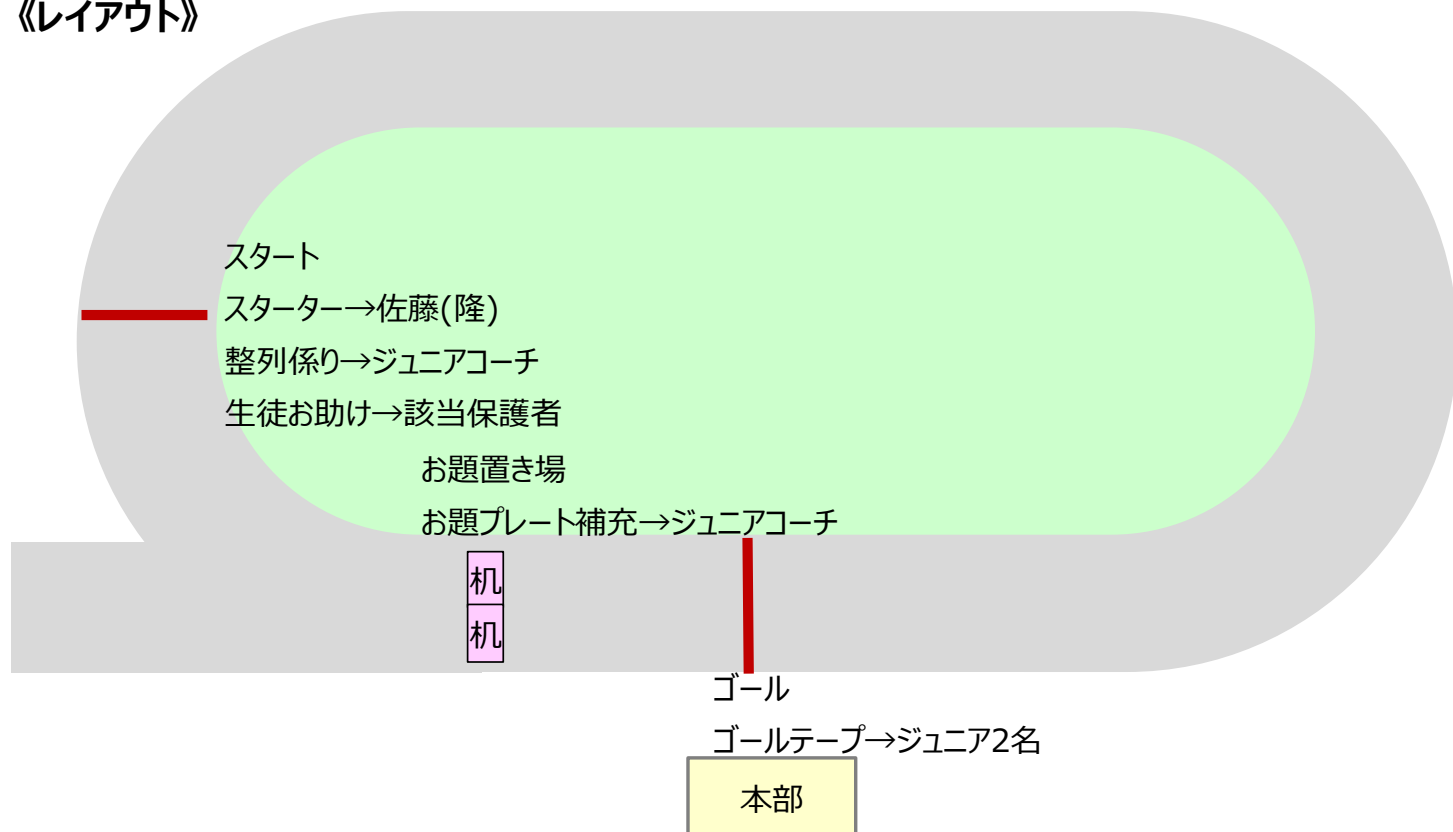 《レイアウト》
スタート
スターター→佐藤(隆)
整列係り→ジュニアコーチ
生徒お助け→該当保護者
お題置き場
お題プレート補充→ジュニアコーチ
机
机
ゴール
ゴールテープ→ジュニア2名
本部